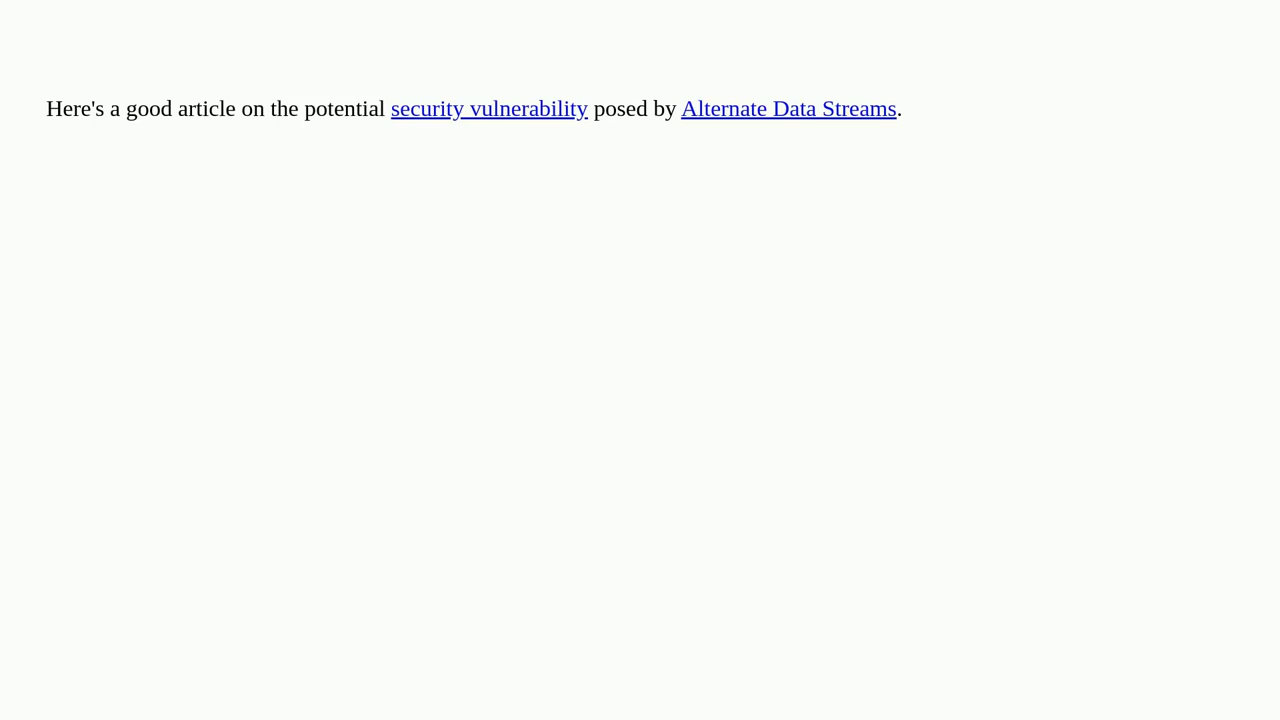 Here's a good article on the potential security vulnerability posed by Alternate Data Streams.